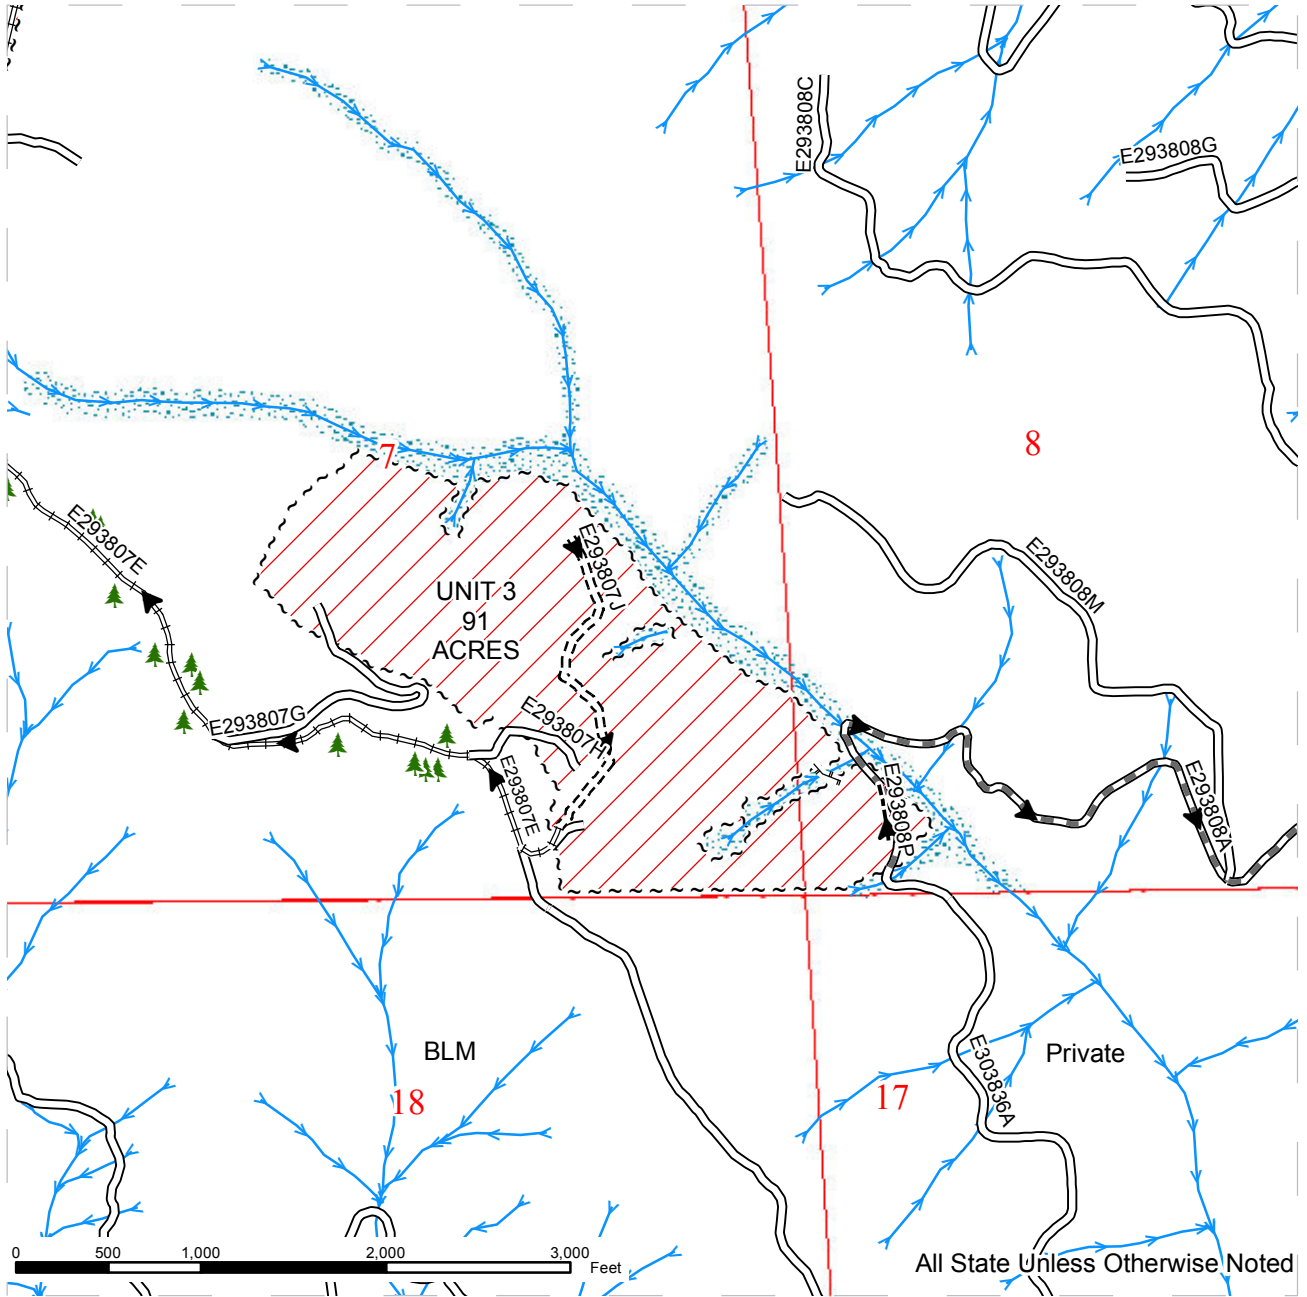 E293808C
E293808G
7
8
E293807E
E293807J
E293808M
UNIT 3
91
ACRES
E293807G
E293807H
E293807E
E293808P
E293808A
BLM
Private
18
17
E303836A
0 500 1,000 2,000 3,000
Feet
All State Unless Otherwise Noted